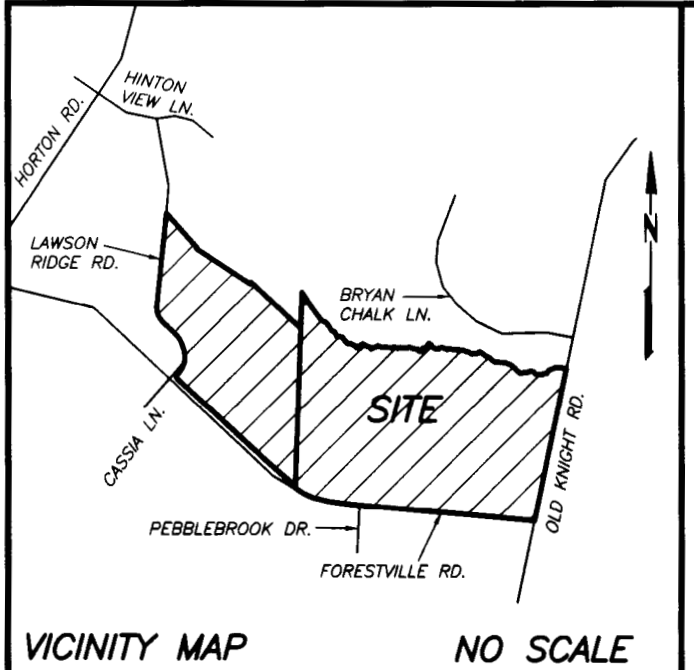 HINTON
VIEW LN.
HORTON RD.
N
LAWSON
RIDGE RD.
BRYAN
CHALK LN.
SITE
CASSIA LN.
OLD KNIGHT RD.
PEBBLEBROOK DR.
FORESTVILLE RD.
VICINITY MAP
NO SCALE